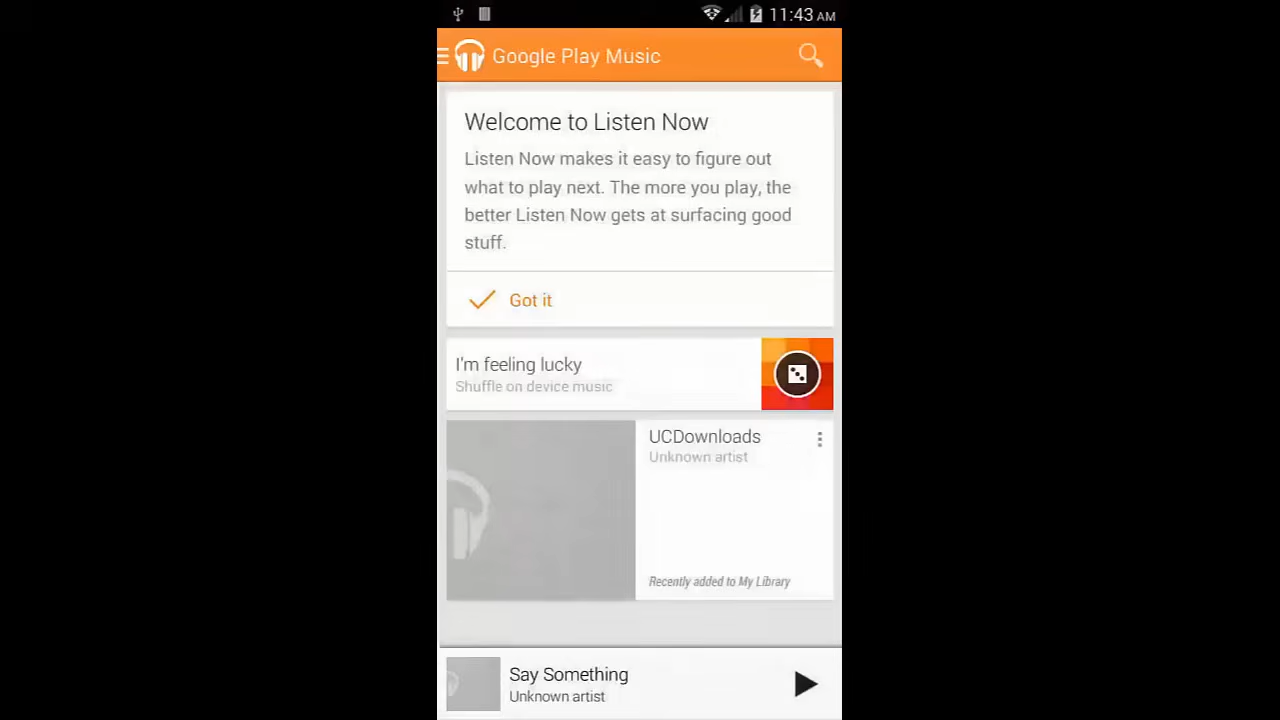 11:43 AM
Google Play Music
Welcome to Listen Now
Listen Now makes it easy to figure out
what to play next. The more you play, the
better Listen Now gets at surfacing good
stuff.
Got it
I'm feeling lucky
Shuffle on device music
UCDownloads
Unknown artist
Recently added to My Library
Say Something
Unknown artist